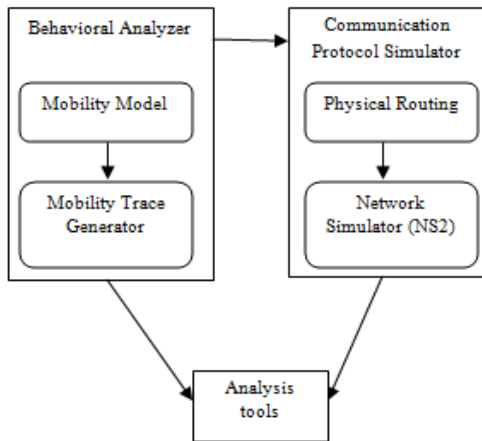 Behavioral Analyzer
Mobility Model
Mobility Trace
Generator
Communication
Protocol Simulator
Physical Routing
Network
Simulator (NS2)
Analysis
tools